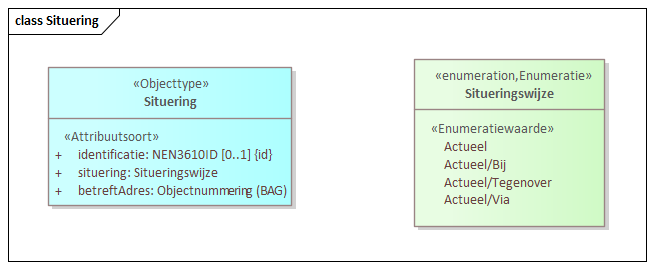 class Situering
«Objecttype»
Situering
«Attribuutsoort»
+ identificatie: NEN3610ID [0..1] {id}
+ situering: Situeringswijze
+ betreftAdres: Objectnummering (BAG)
«enumeration,Enumeratie»
Situeringswijze
«Enumeratiewaarde»
Actueel
Actueel/Bij
Actueel/Tegenover
Actueel/Via